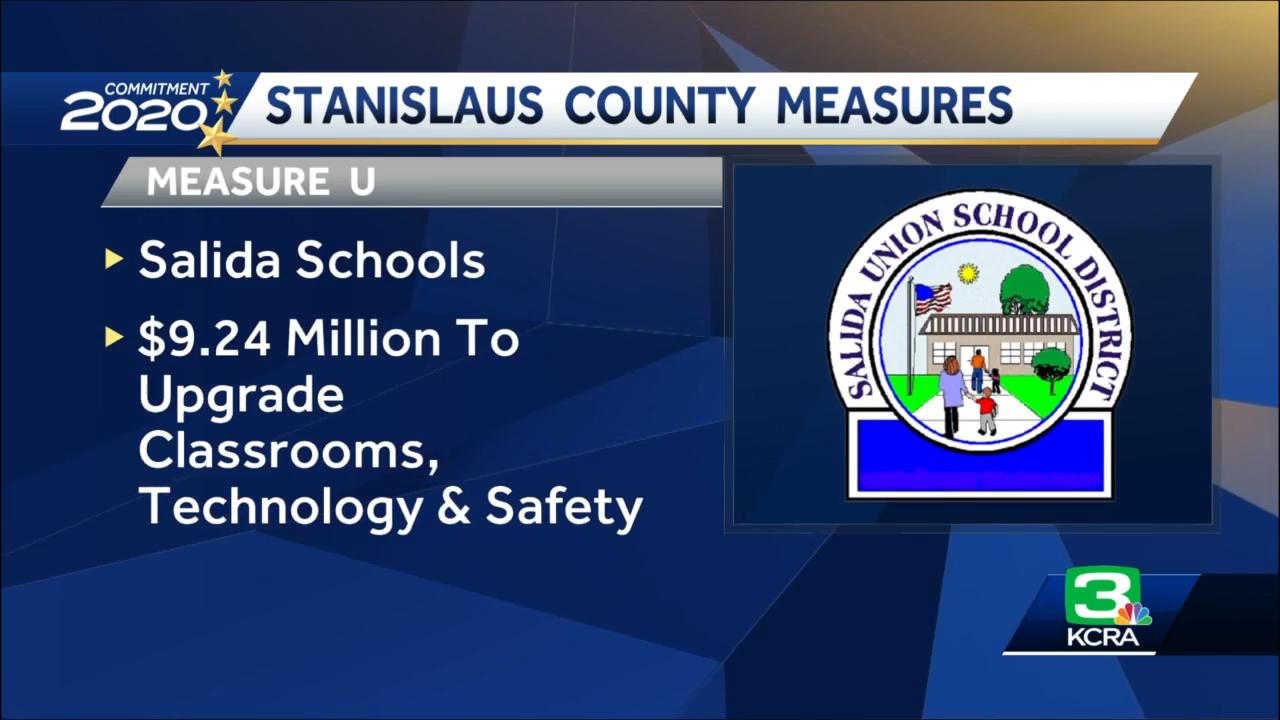 COMMITMENT
2020
STANISLAUS COUNTY MEASURES
MEASURE U
Salida Schools
$9.24 Million To
Upgrade
Classrooms,
Technology & Safety
SALIDA UNION SCHOOL DISTRICT
3
KCRA